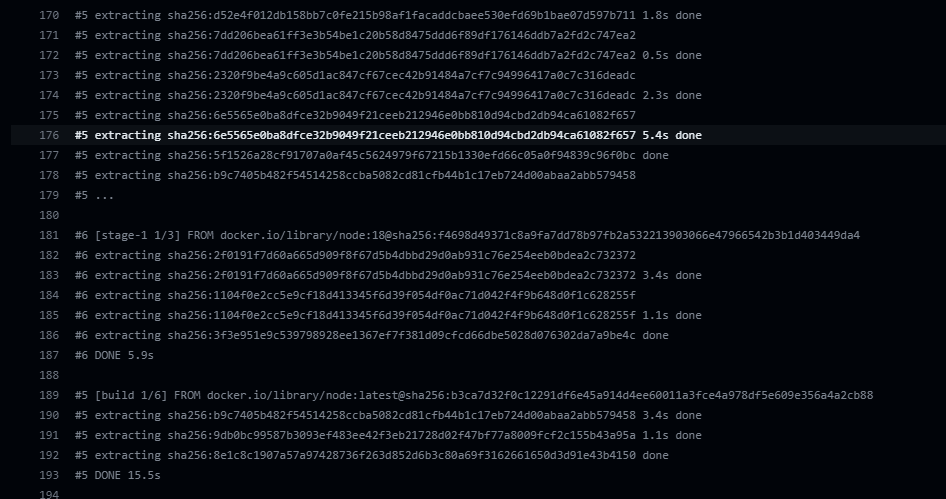 170 #5 extracting sha256:d52e4f012db158bb7c0fe215b98af1facaddcbaee530efd69b1bae07d597b711 1.8s done
171 #5 extracting sha256:7dd206bea61ff3e3b54be1c20b58d8475ddd6f89df176146ddb7a2fd2c747ea2
172 #5 extracting sha256:7dd206bea61ff3e3b54be1c20b58d8475ddd6f89df176146ddb7a2fd2c747ea2 0.5s done
173 #5 extracting sha256:2320f9be4a9c605d1ac847cf67cec42b91484a7cf7c94996417a0c7c316deadc
174 #5 extracting sha256:2320f9be4a9c605d1ac847cf67cec42b91484a7cf7c94996417a0c7c316deadc 2.3s done
175 #5 extracting sha256:6e5565e0ba8dfce32b9049f21ceeb212946e0bb810d94cbd2db94ca61082f657
176 #5 extracting sha256:6e5565e0ba8dfce32b9049f21ceeb212946e0bb810d94cbd2db94ca61082f657 5.4s done
177 #5 extracting sha256:5f1526a28cf91707a0af45c5624979f67215b1330efd66c05a0f94839c96f0bc done
178 #5 extracting sha256:b9c7405b482f54514258ccba5082cd81cfb44b1c17eb724d00abaa2abb579458
179 #5 ...
180
181 #6 [stage-1 1/3] FROM docker.io/library/node:18@sha256:f4698d49371c8a9fa7dd78b97fb2a532213903066e47966542b3b1d403449da4
182 #6 extracting sha256:2f0191f7d60a665d909f8f67d5b4dbbd29d0ab931c76e254eeb0bdea2c732372
183 #6 extracting sha256:2f0191f7d60a665d909f8f67d5b4dbbd29d0ab931c76e254eeb0bdea2c732372 3.4s done
184 #6 extracting sha256:1104f0e2cc5e9cf18d413345f6d39f054df0ac71d042f4f9b648d0f1c628255f
185 #6 extracting sha256:1104f0e2cc5e9cf18d413345f6d39f054df0ac71d042f4f9b648d0f1c628255f 1.1s done
186 #6 extracting sha256:3f3e951e9c539798928ee1367ef7f381d09cfcd66dbe5028d076302da7a9be4c done
187 #6 DONE 5.9s
188
189 #5 [build 1/6] FROM docker.io/library/node:latest@sha256:b3ca7d32f0c12291df6e45a914d4ee60011a3fce4a978df5e609e356a4a2cb88
190 #5 extracting sha256:b9c7405b482f54514258ccba5082cd81cfb44b1c17eb724d00abaa2abb579458 3.4s done
191 #5 extracting sha256:9db0bc99587b3093ef483ee42f3eb21728d02f47bf77a8009fcf2c155b43a95a 1.1s done
192 #5 extracting sha256:8e1c8c1907a57a97428736f263d852d6b3c80a69f3162661650d3d91e43b4150 done
193 #5 DONE 15.5s
194